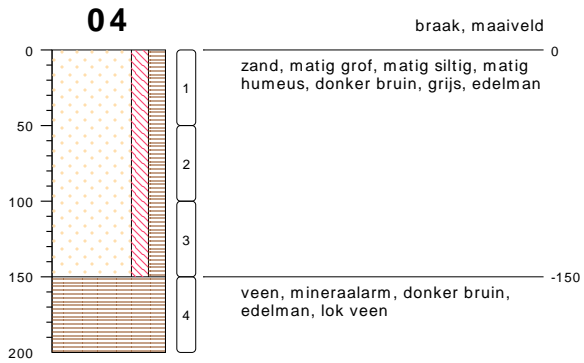 04
braak, maaiveld
0
0
zand, matig grof, matig siltig, matig
humeus, donker bruin, grijs, edelman
1
50
2
100
3
150
-150
veen, mineraalarm, donker bruin,
edelman, lok veen
4
200